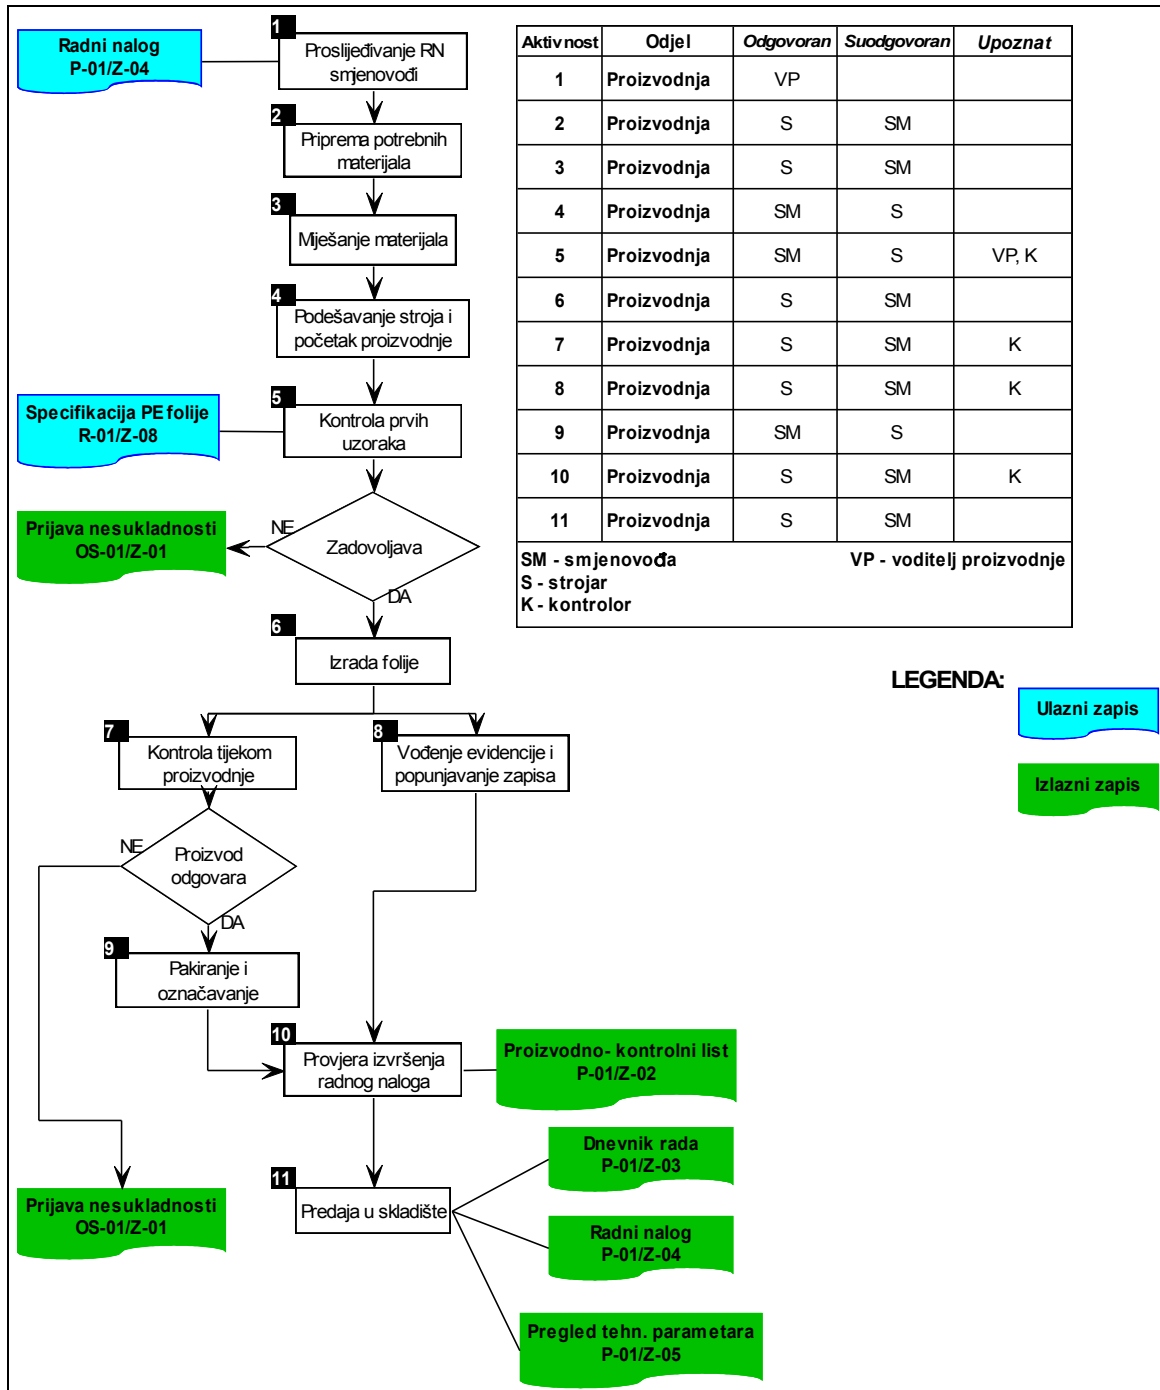 1
Radni nalog
P-01/Z-04
Proslijeđivanje RN
smjenovođi
2
Priprema potrebnih
materijala
3
Miješanje materijala
4
Podešavanje stroja i
početak proizvodnje
Specifikacija PE folije
R-01/Z-08
5
Kontrola prvih
uzoraka
Prijava nesukladnosti
OS-01/Z-01
NE
Zadovoljava
DA
6
Izrada folije
7
Kontrola tijekom
proizvodnje
8
Vođenje evidencije i
popunjavanje zapisa
NE
Proizvod
odgovara
DA
9
Pakiranje i
označavanje
10
Provjera izvršenja
radnog naloga
Proizvodno- kontrolni list
P-01/Z-02
11
Predaja u skladište
Prijava nesukladnosti
OS-01/Z-01
Dnevnik rada
P-01/Z-03
Radni nalog
P-01/Z-04
Pregled tehn. parametara
P-01/Z-05
Aktivnost Odjel Odgovoran Suodgovoran Upoznat
1 Proizvodnja VP
2 Proizvodnja S SM
3 Proizvodnja S SM
4 Proizvodnja SM S
5 Proizvodnja SM S VP, K
6 Proizvodnja S SM
7 Proizvodnja S SM K
8 Proizvodnja S SM K
9 Proizvodnja SM S
10 Proizvodnja S SM K
11 Proizvodnja S SM
SM - smjenovođa VP - voditelj proizvodnje
S - strojar
K - kontrolor
LEGENDA:
Ulazni zapis
Izlazni zapis